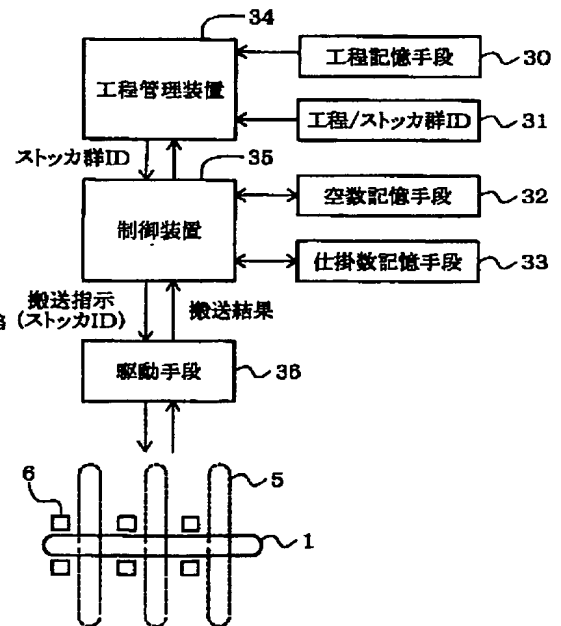 34
工程管理装置
工程記憶手段
30
工程/ストッカ群ID
31
ストッカ群ID
35
制御装置
空数記憶手段
32
仕掛数記憶手段
33
搬送指示
(ストッカID)
搬送結果
駆動手段
36
6
5
1